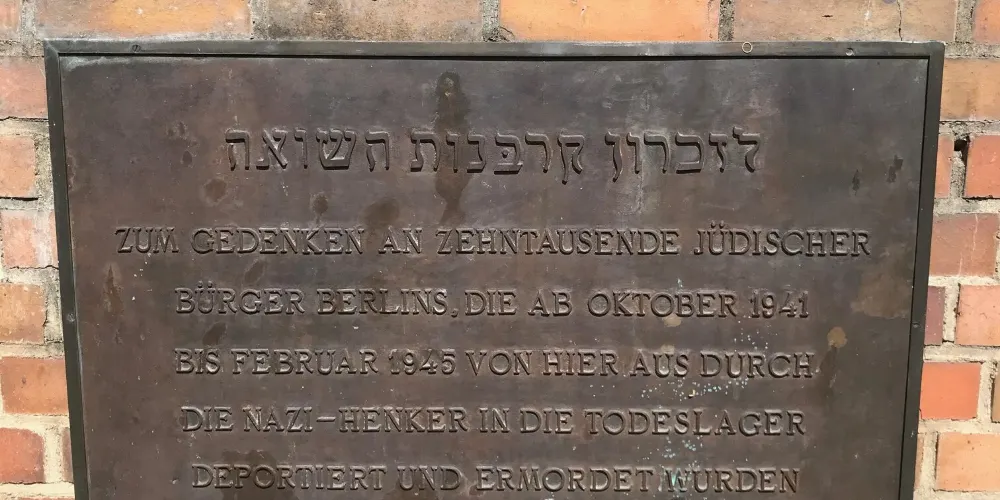 לזכרון קרבנות השואה
ZUM GEDENKEN AN ZEHNTAUSENDE JÜDISCHER
BÜRGER BERLINS, DIE AB OKTOBER 1941
BIS FEBRUAR 1945 VON HIER AUS DURCH
DIE NAZI-HENKER IN DIE TODESLAGER
DEPORTIERT UND ERMORDET WURDEN